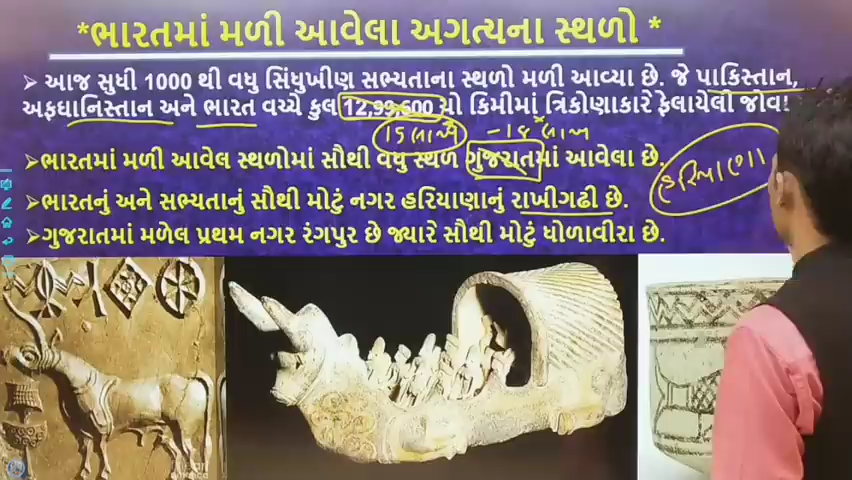 *ભારતમાં મળી આવેલા અગત્યના સ્થળો *
➤ આજ સુધી 1000 થી વધુ સિંધુખીણ સભ્યતાના સ્થળો મળી આવ્યા છે. જે પાકિસ્તાન,
અફઘાનિસ્તાન અને ભારત વચ્ચે કુલ 12,99,600 ચો કિમીમાં ત્રિકોણાકારે ફેલાયેલી જોવા
15 લાખ
➤ભારતમાં મળી આવેલ સ્થળોમાં સૌથી વધુ સ્થળ ગુજરાતમાં આવેલા છે.
હરિયાણા
➤ભારતનું અને સભ્યતાનું સૌથી મોટું નગર હરિયાણાનું રાખીગઢી છે.
➤ગુજરાતમાં મળેલ પ્રથમ નગર રંગપુર છે જ્યારે સૌથી મોટું ધોળાવીરા છે.